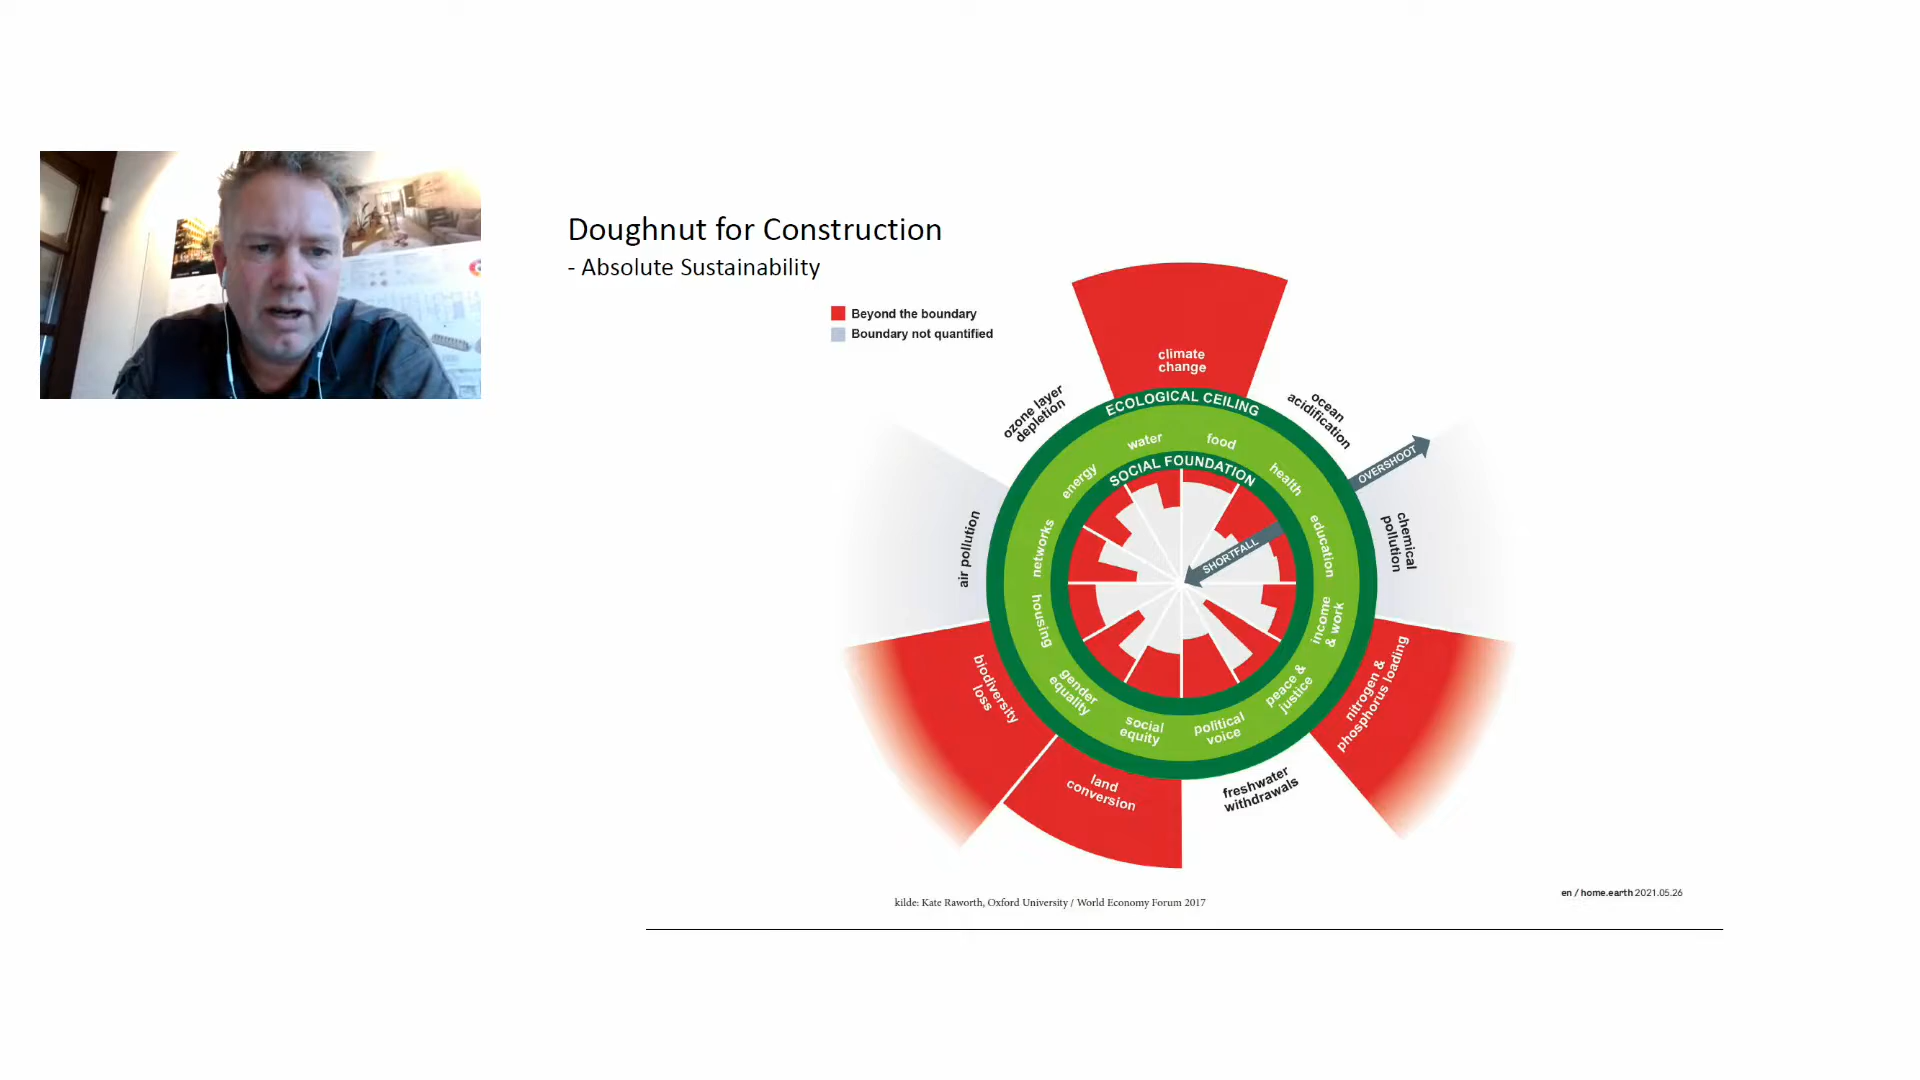 Doughnut for Construction
- Absolute Sustainability
Beyond the boundary
Boundary not quantified
climate
change
ozone layer
depletion
ocean
acidification
ECOLOGICAL CEILING
OVERSHOOT
water
food
energy
health
SOCIAL FOUNDATION
air pollution
networks
education
chemical
pollution
SHORTFALL
housing
income
& work
biodiversity
loss
gender
equality
peace &
justice
nitrogen &
phosphorus loading
social
equity
political
voice
land
conversion
freshwater
withdrawals
en / home.earth 2021.05.26
kilde: Kate Raworth, Oxford University / World Economy Forum 2017